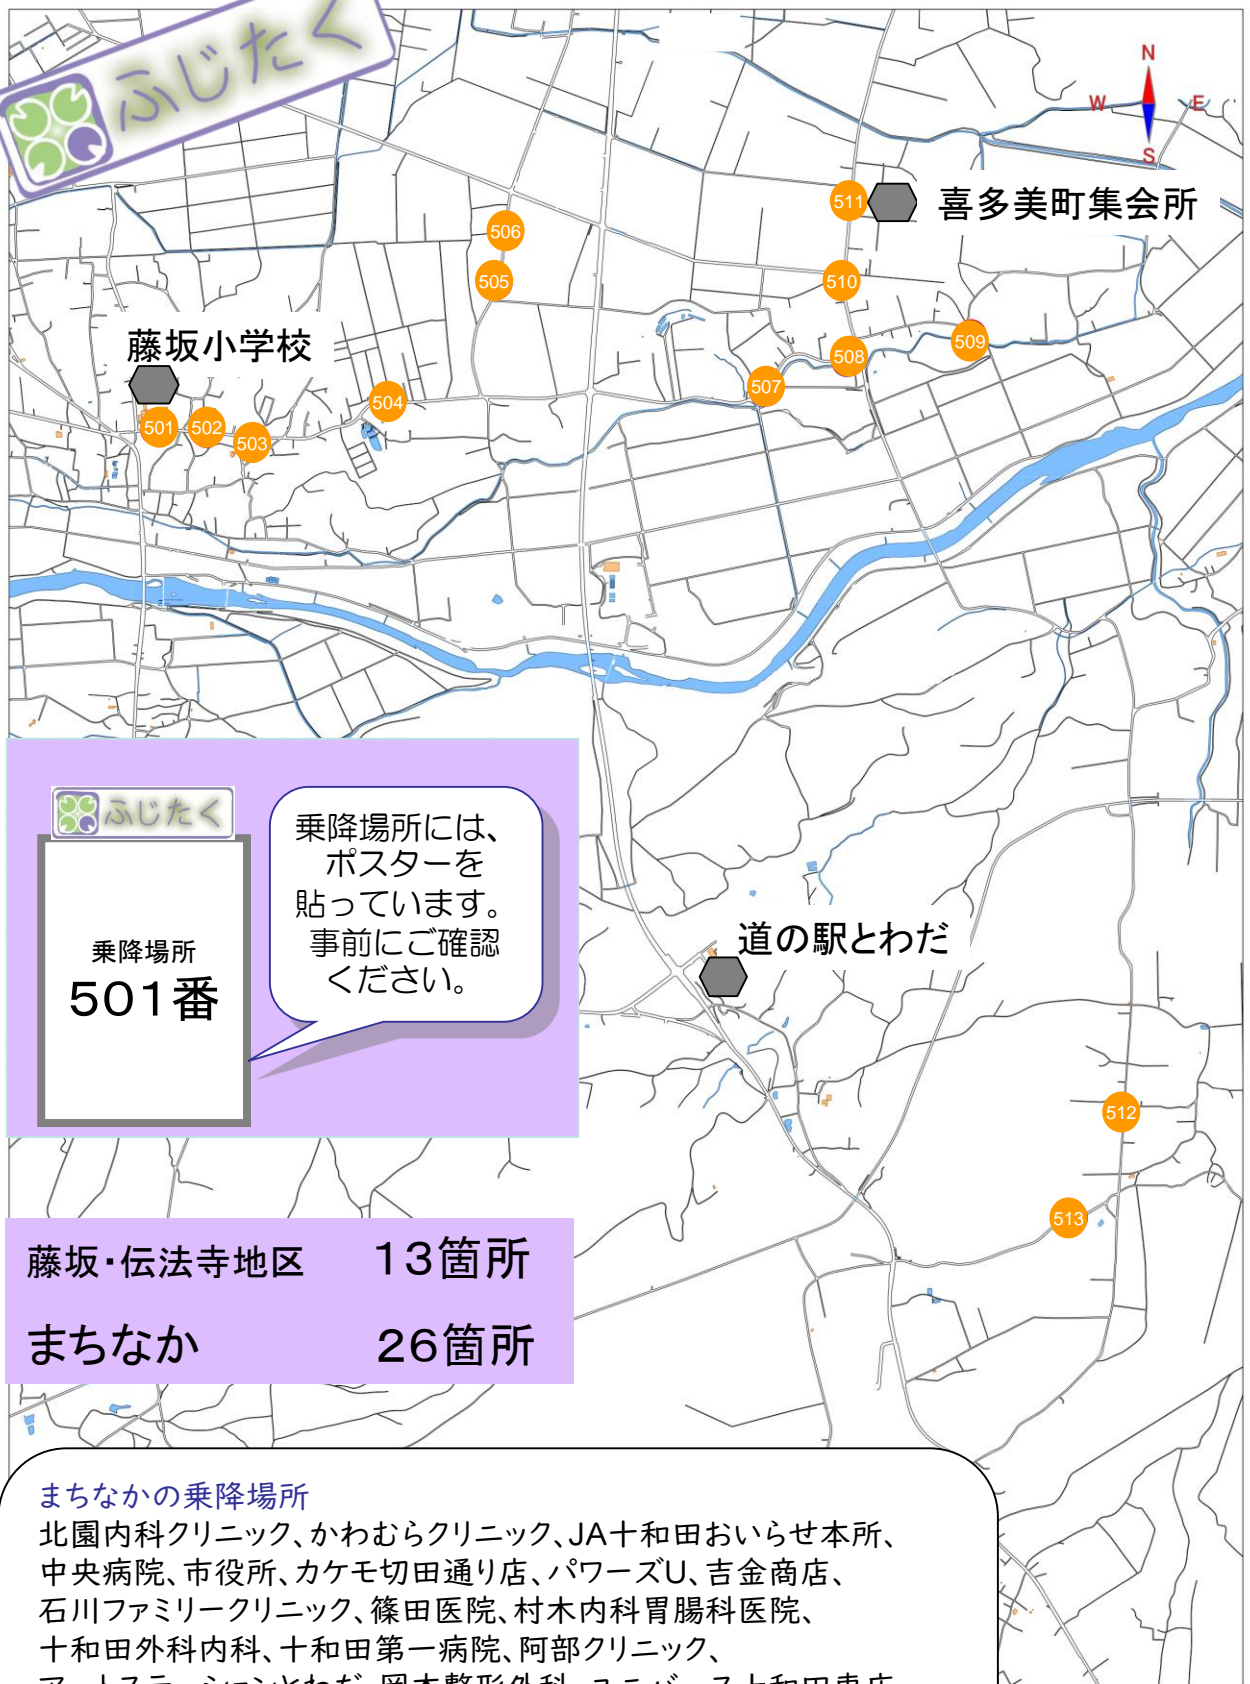 ふじたく
N
W
E
S
511
喜多美町集会所
506
505
510
藤坂小学校
509
508
507
504
501
502
503
ふじたく
乗降場所には、
ポスターを
貼っています。
事前にご確認
ください。
乗降場所
501番
道の駅とわだ
512
513
藤坂・伝法寺地区 13箇所
まちなか 26箇所
まちなかの乗降場所
北園内科クリニック、かわむらクリニック、JA十和田おいらせ本所、
中央病院、市役所、カケモ切田通り店、パワーズU、吉金商店、
石川ファミリークリニック、篠田医院、村木内科胃腸科医院、
十和田外科内科、十和田第一病院、阿部クリニック、